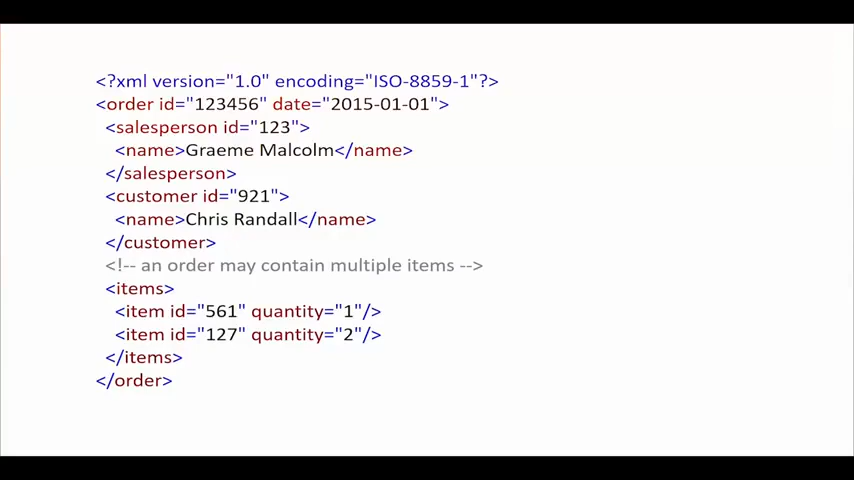 <?xml version="1.0" encoding="ISO-8859-1"?>
<order id="123456" date="2015-01-01">
<salesperson id="123">
<name>Graeme Malcolm</name>
</salesperson>
<customer id="921">
<name>Chris Randall</name>
</customer>
<!-- an order may contain multiple items -->
<items>
<item id="561" quantity="1"/>
<item id="127" quantity="2"/>
</items>
</order>